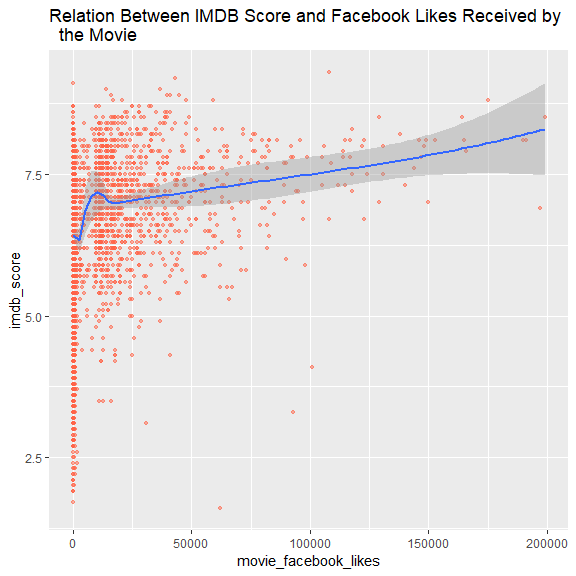 Relation Between IMDB Score and Facebook Likes Received by
the Movie
imdb_score
7.5
5.0
2.5
0
50000
100000
150000
200000
movie_facebook_likes